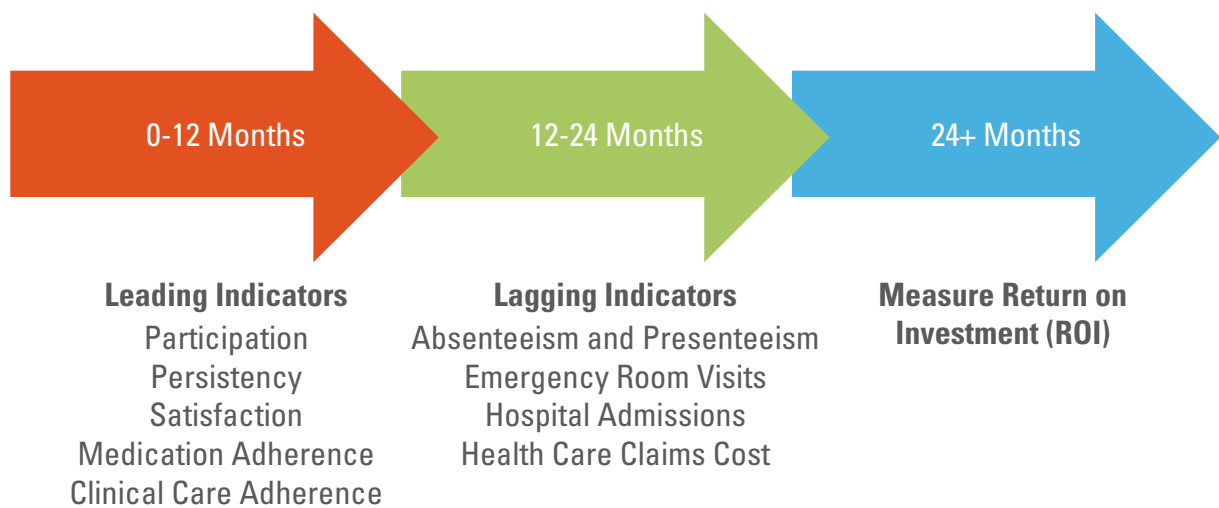 0-12 Months
12-24 Months
24+ Months
Leading Indicators
Participation
Persistency
Satisfaction
Medication Adherence
Clinical Care Adherence
Lagging Indicators
Absenteeism and Presenteeism
Emergency Room Visits
Hospital Admissions
Health Care Claims Cost
Measure Return on
Investment (ROI)